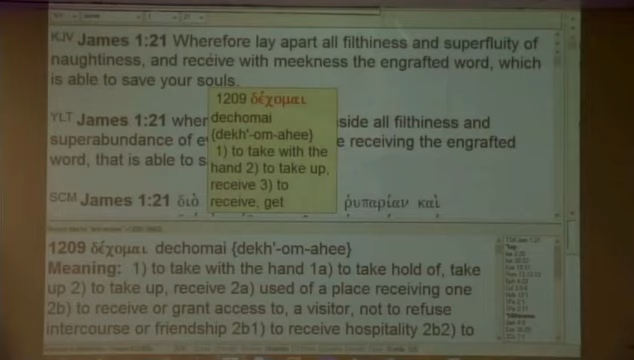 KJV James 1:21 Wherefore lay apart all filthiness and superfluity of
naughtiness, and receive with meekness the engrafted word, which
is able to save your souls.
YLT James 1:21 wher
side all filthiness and
superabundance of e
e receiving the engrafted
word, that is able to s
1209 δέχομαι
dechomai
{dekh'-om-ahee}
1) to take with the
hand 2) to take up,
receive 3) to
receive, get
SCM James 1:21 διὸ
ῥυπαρίαν καὶ
1209 δέχομαι dechomai {dekh'-om-ahee}
Meaning: 1) to take with the hand 1a) to take hold of, take
up 2) to take up, receive 2a) used of a place receiving one
2b) to receive or grant access to, a visitor, not to refuse
intercourse or friendship 2b1) to receive hospitality 2b2) to